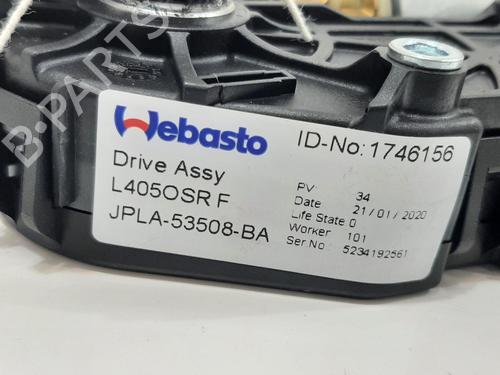 B-PARTS
Webasto
ID-No:1746156
Drive Assy
L405OSR F
JPLA-53508-BA
PV 34
Date 21/01/2020
Life State 0
Worker 101
Ser No : 5234192561